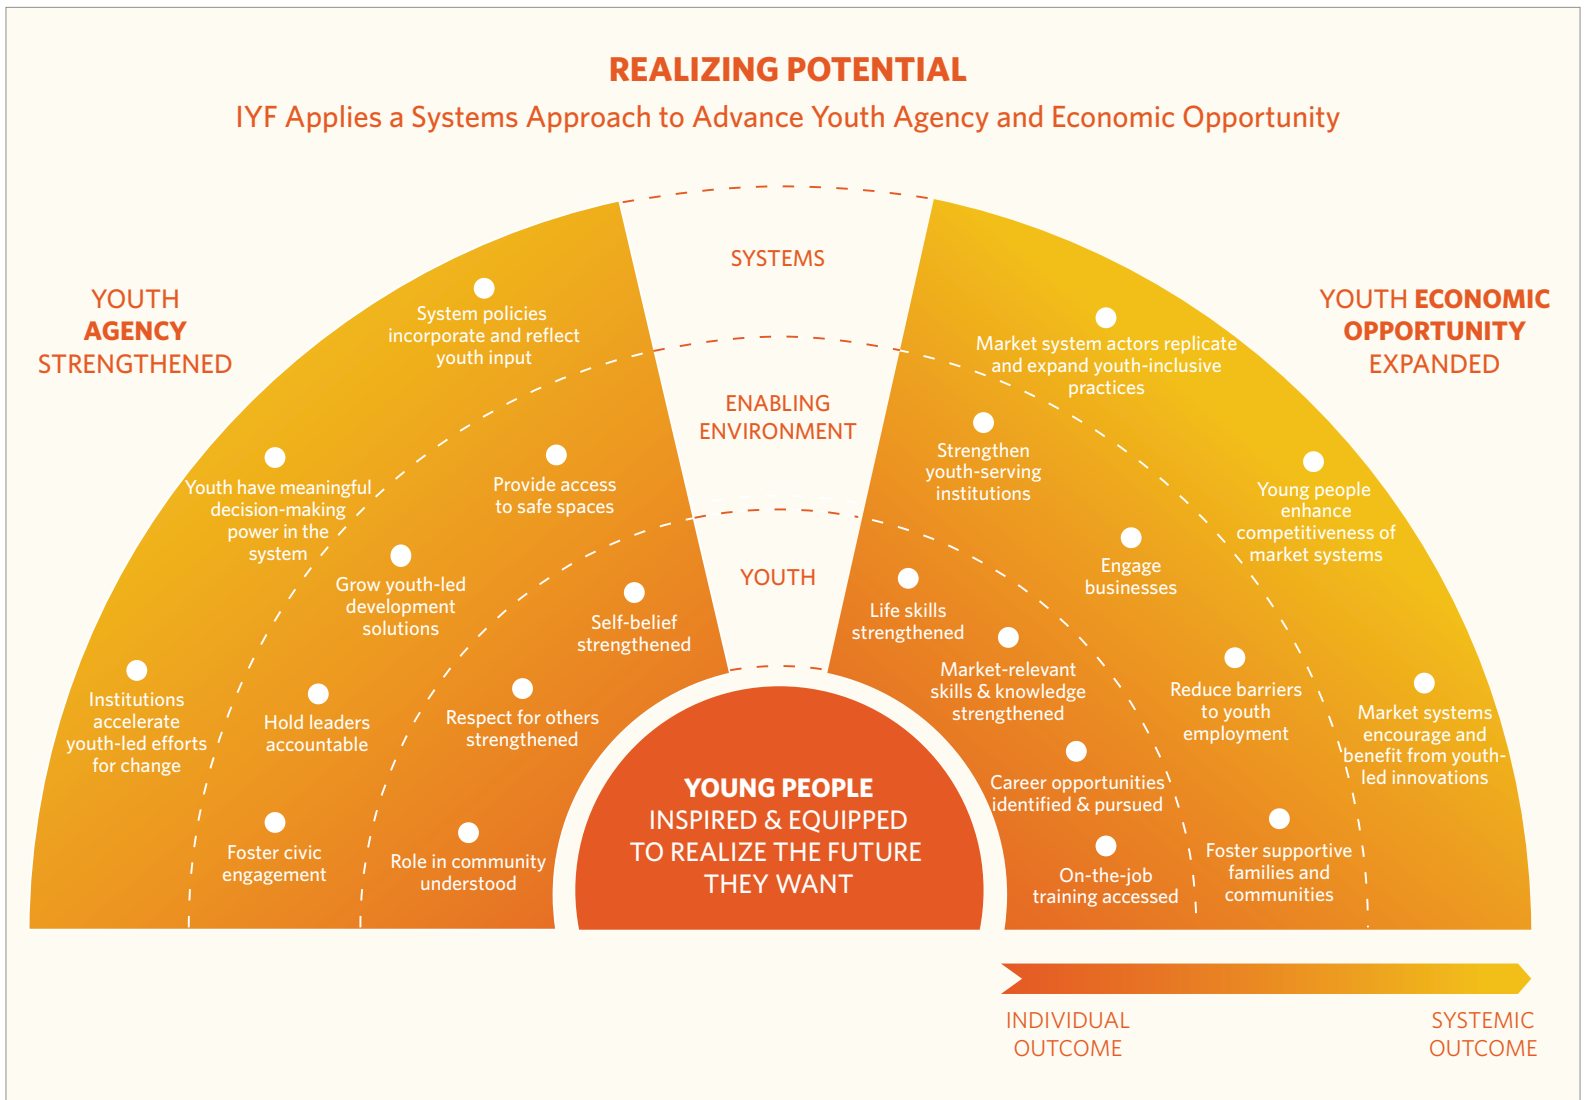 REALIZING POTENTIAL
IYF Applies a Systems Approach to Advance Youth Agency and Economic Opportunity
YOUTH
AGENCY
STRENGTHENED
System policies
incorporate and reflect
youth input
Youth have meaningful
decision-making
power in the
system
Institutions
accelerate
youth-led efforts
for change
Provide access
to safe spaces
Grow youth-led
development
solutions
Hold leaders
accountable
Foster civic
engagement
Self-belief
strengthened
Respect for others
strengthened
Role in community
understood
SYSTEMS
ENABLING
ENVIRONMENT
YOUTH
YOUNG PEOPLE
INSPIRED & EQUIPPED
TO REALIZE THE FUTURE
THEY WANT
YOUTH ECONOMIC
OPPORTUNITY
EXPANDED
Market system actors replicate
and expand youth-inclusive
practices
Young people
enhance
competitiveness of
market systems
Market systems
encourage and
benefit from youth-
led innovations
Strengthen
youth-serving
institutions
Engage
businesses
Reduce barriers
to youth
employment
Foster supportive
families and
communities
Life skills
strengthened
Market-relevant
skills & knowledge
strengthened
Career opportunities
identified & pursued
On-the-job
training accessed
INDIVIDUAL
OUTCOME
SYSTEMIC
OUTCOME